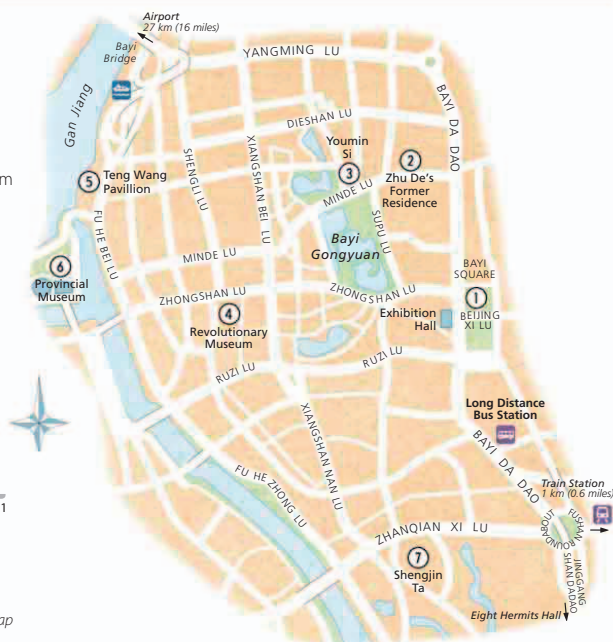 Airport
27 km (16 miles)
Bayi
Bridge
YANGMING LU
Gan Jiang
BAYI DA DAO
DIESHAN LU
Youmin
Si
3
2
Zhu De's
Former
Residence
XIANGSHAN BEI LU
SHENGLI LU
m
5
Teng Wang
Pavillion
MINDE LU
SUPU LU
FU HE BEI LU
Bayi
Gongyuan
MINDE LU
6
Provincial
Museum
BAYI
SQUARE
1
BEIJING
XI LU
ZHONGSHAN LU
ZHONGSHAN LU
4
Revolutionary
Museum
Exhibition
Hall
RUZI LU
RUZI LU
Long Distance
Bus Station
XIANGSHAN NAN LU
BAYI DA DAO
Train Station
1 km (0.6 miles)
FU HE ZHONG LU
1
ZHANQIAN XI LU
FUSHAN ROUNDABOUT
7
Shengjin
Ta
JINGGANG
SHAN DADAO
Eight Hermits Hall
ap